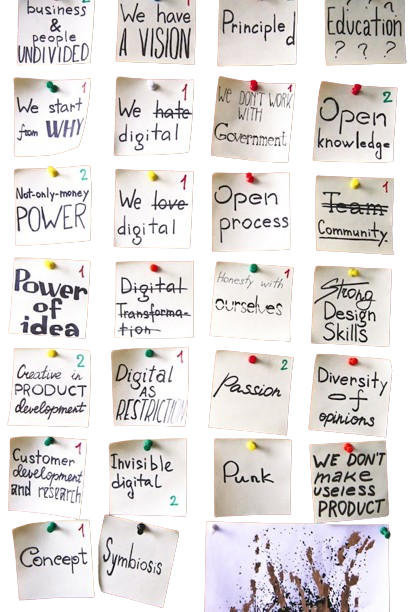 2
business
&
people
UNDIVIDED
1
We have
A VISION
Principled
Education
? ? ?
1
We start
from WHY
We hate
digital
1
We DON'T WORK
WITH
Government
2
Open
knowledge
2
Not-only-money
POWER
1
We love
digital
Open
process
1
Team
Community.
1
Power
of
idea
Digital
Transforma-
tion
1
Honesty with
ourselves
Strong
Design
Skills
2
Creative in
PRODUCT
development
1
Digital
AS
RESTRICTION
2
Passion
Diversity
of
opinions
1
Customer
development
and research
Invisible
digital
2
Punk
WE DON'T
make
useless
PRODUCT
1
Concept
Symbiosis